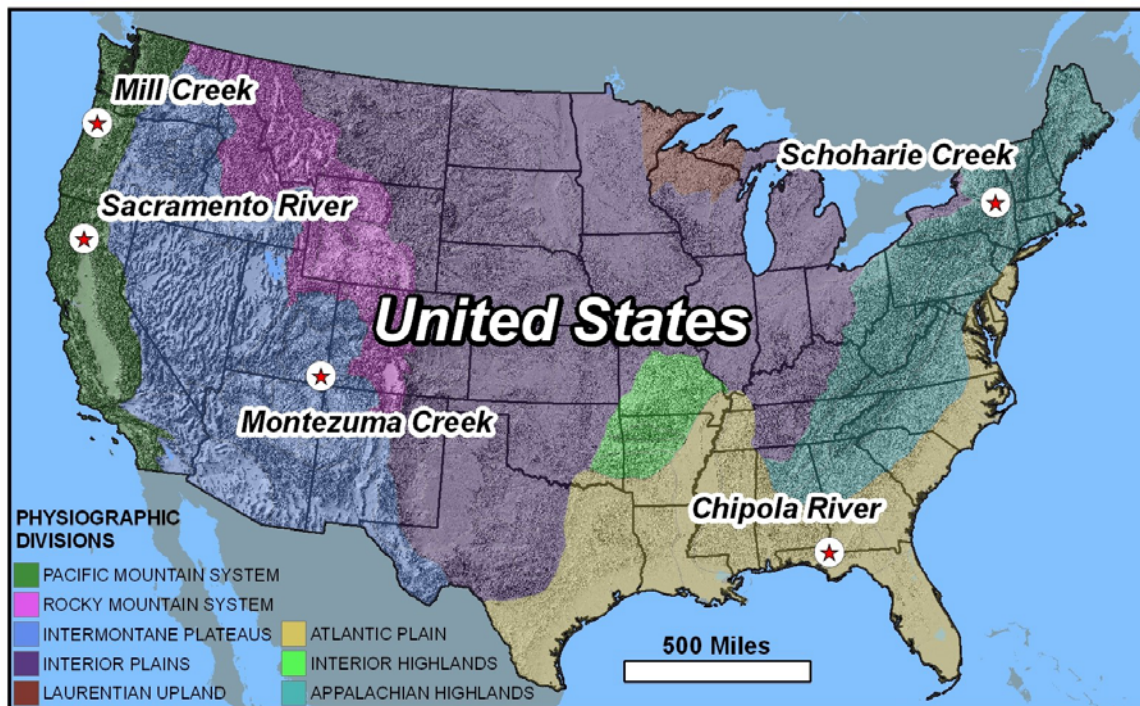 Mill Creek
Schoharie Creek
Sacramento River
United States
Montezuma Creek
Chipola River
PHYSIOGRAPHIC
DIVISIONS
PACIFIC MOUNTAIN SYSTEM
ROCKY MOUNTAIN SYSTEM
INTERMONTANE PLATEAUS
INTERIOR PLAINS
LAURENTIAN UPLAND
ATLANTIC PLAIN
INTERIOR HIGHLANDS
APPALACHIAN HIGHLANDS
500 Miles